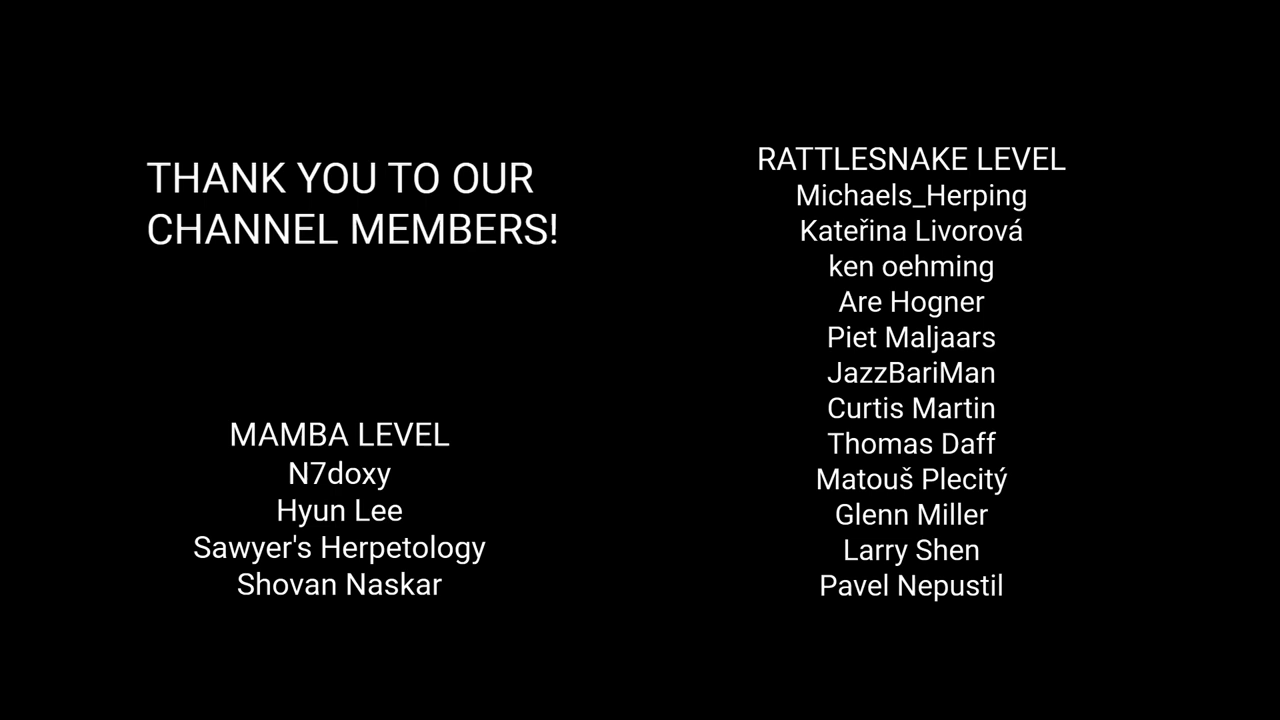 THANK YOU TO OUR
CHANNEL MEMBERS!
MAMBA LEVEL
N7doxy
Hyun Lee
Sawyer's Herpetology
Shovan Naskar
RATTLESNAKE LEVEL
Michaels_Herping
Kateřina Livorová
ken oehming
Are Hogner
Piet Maljaars
JazzBariMan
Curtis Martin
Thomas Daff
Matouš Plecitý
Glenn Miller
Larry Shen
Pavel Nepustil